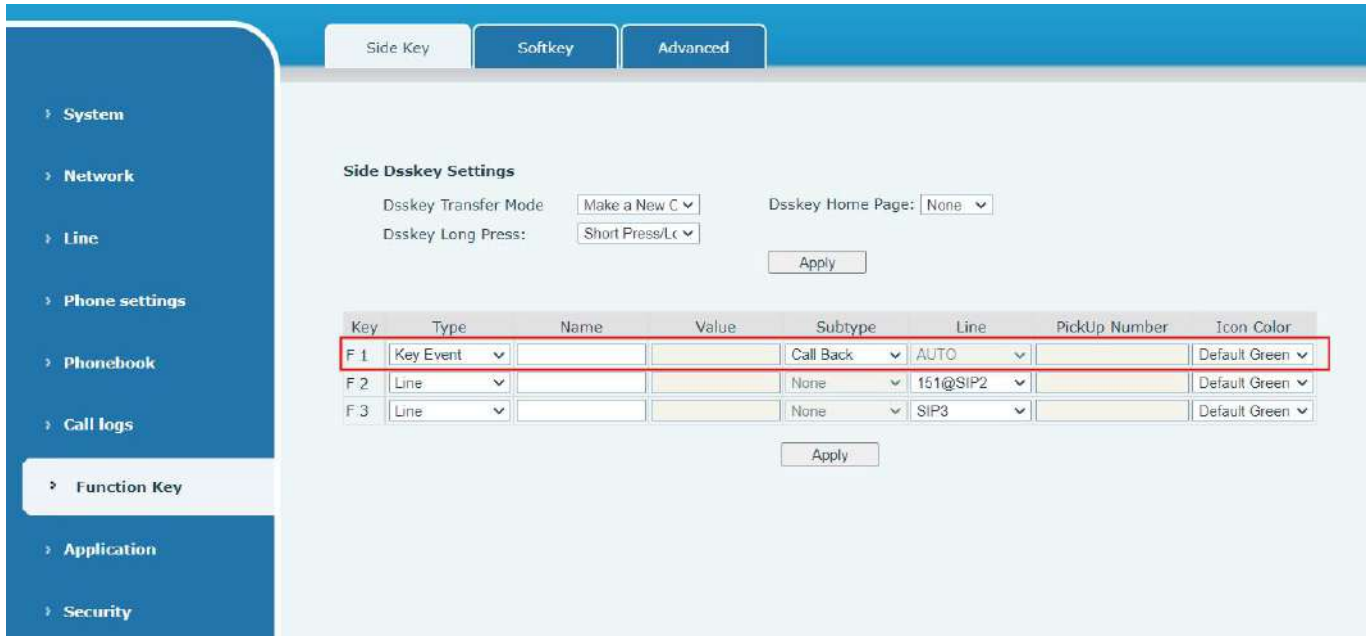 Side Key Softkey Advanced
System
Network
Line
Phone settings
Phonebook
Call logs
Function Key
Application
Security
Side Dsskey Settings
Dsskey Transfer Mode Make a New C Dsskey Home Page: None
Dsskey Long Press: Short Press/Lo
Apply
Key Type Name Value Subtype Line PickUp Number Icon Color
F 1 Key Event Call Back AUTO Default Green
F 2 Line None 151@SIP2 Default Green
F 3 Line None SIP3 Default Green
Apply